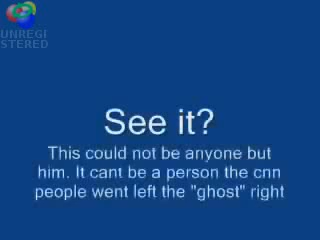 UNREGI
STERED
See it?
This could not be anyone but
him. It cant be a person the cnn
people went left the "ghost" right